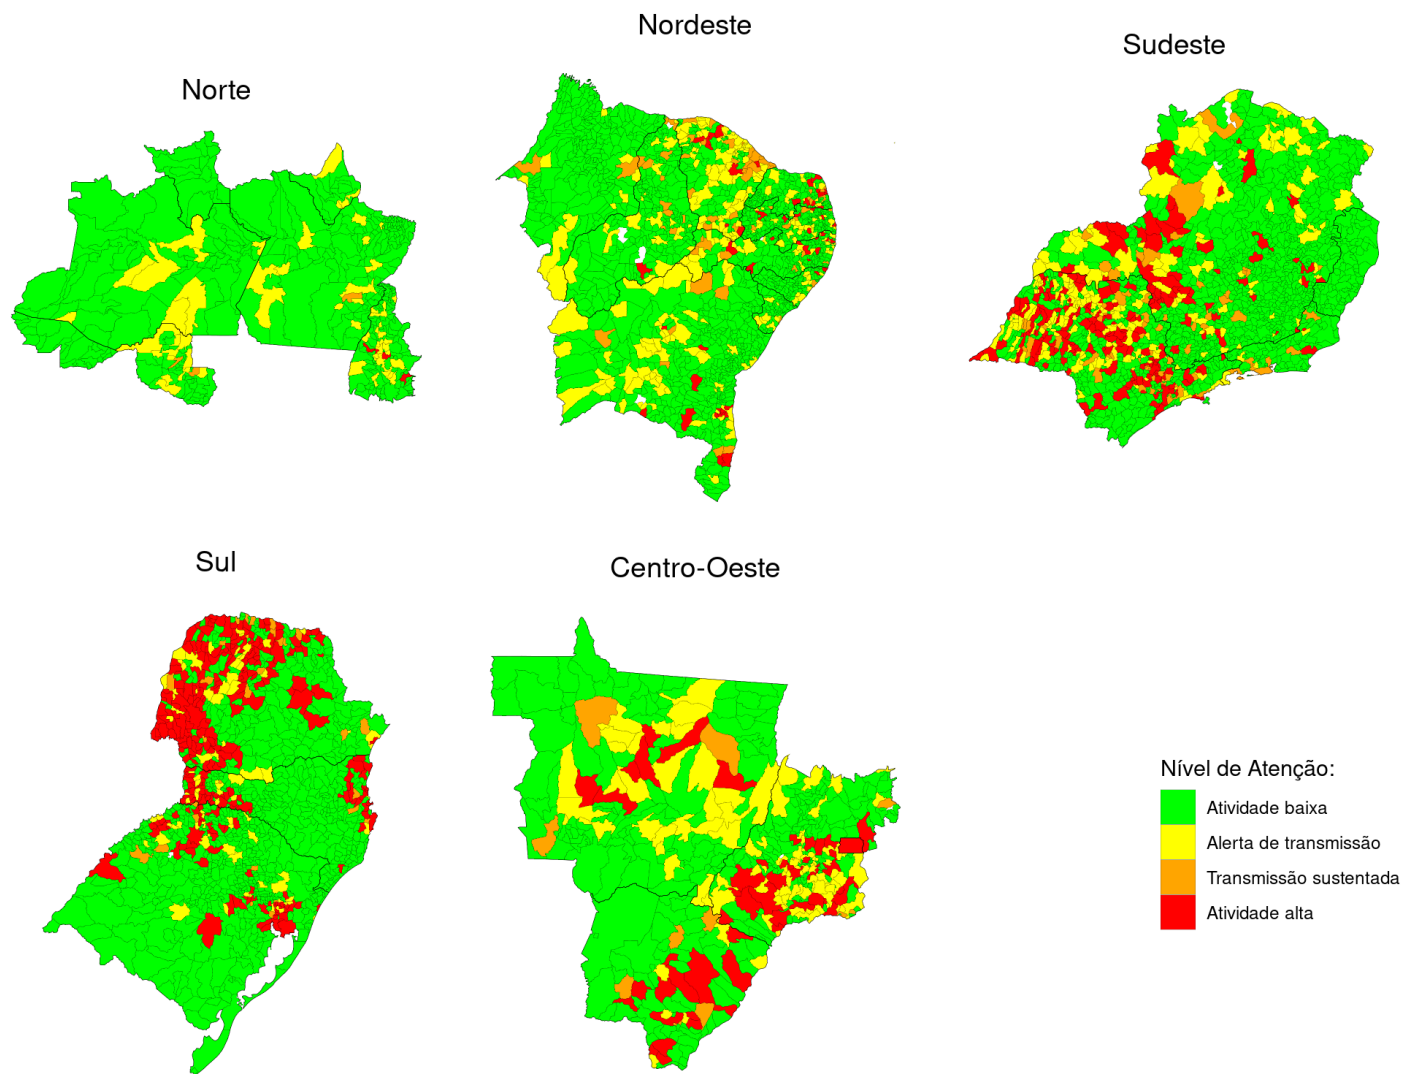 Nordeste
Sudeste
Norte
Sul
Centro-Oeste
Nível de Atenção:
Atividade baixa
Alerta de transmissão
Transmissão sustentada
Atividade alta